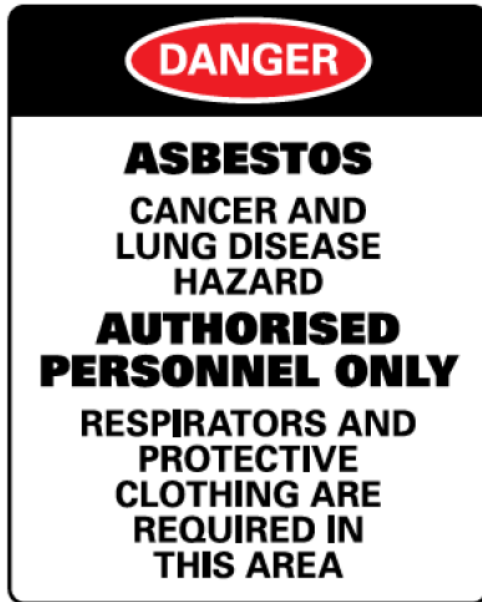 DANGER
ASBESTOS
CANCER AND
LUNG DISEASE
HAZARD
AUTHORISED
PERSONNEL ONLY
RESPIRATORS AND
PROTECTIVE
CLOTHING ARE
REQUIRED IN
THIS AREA